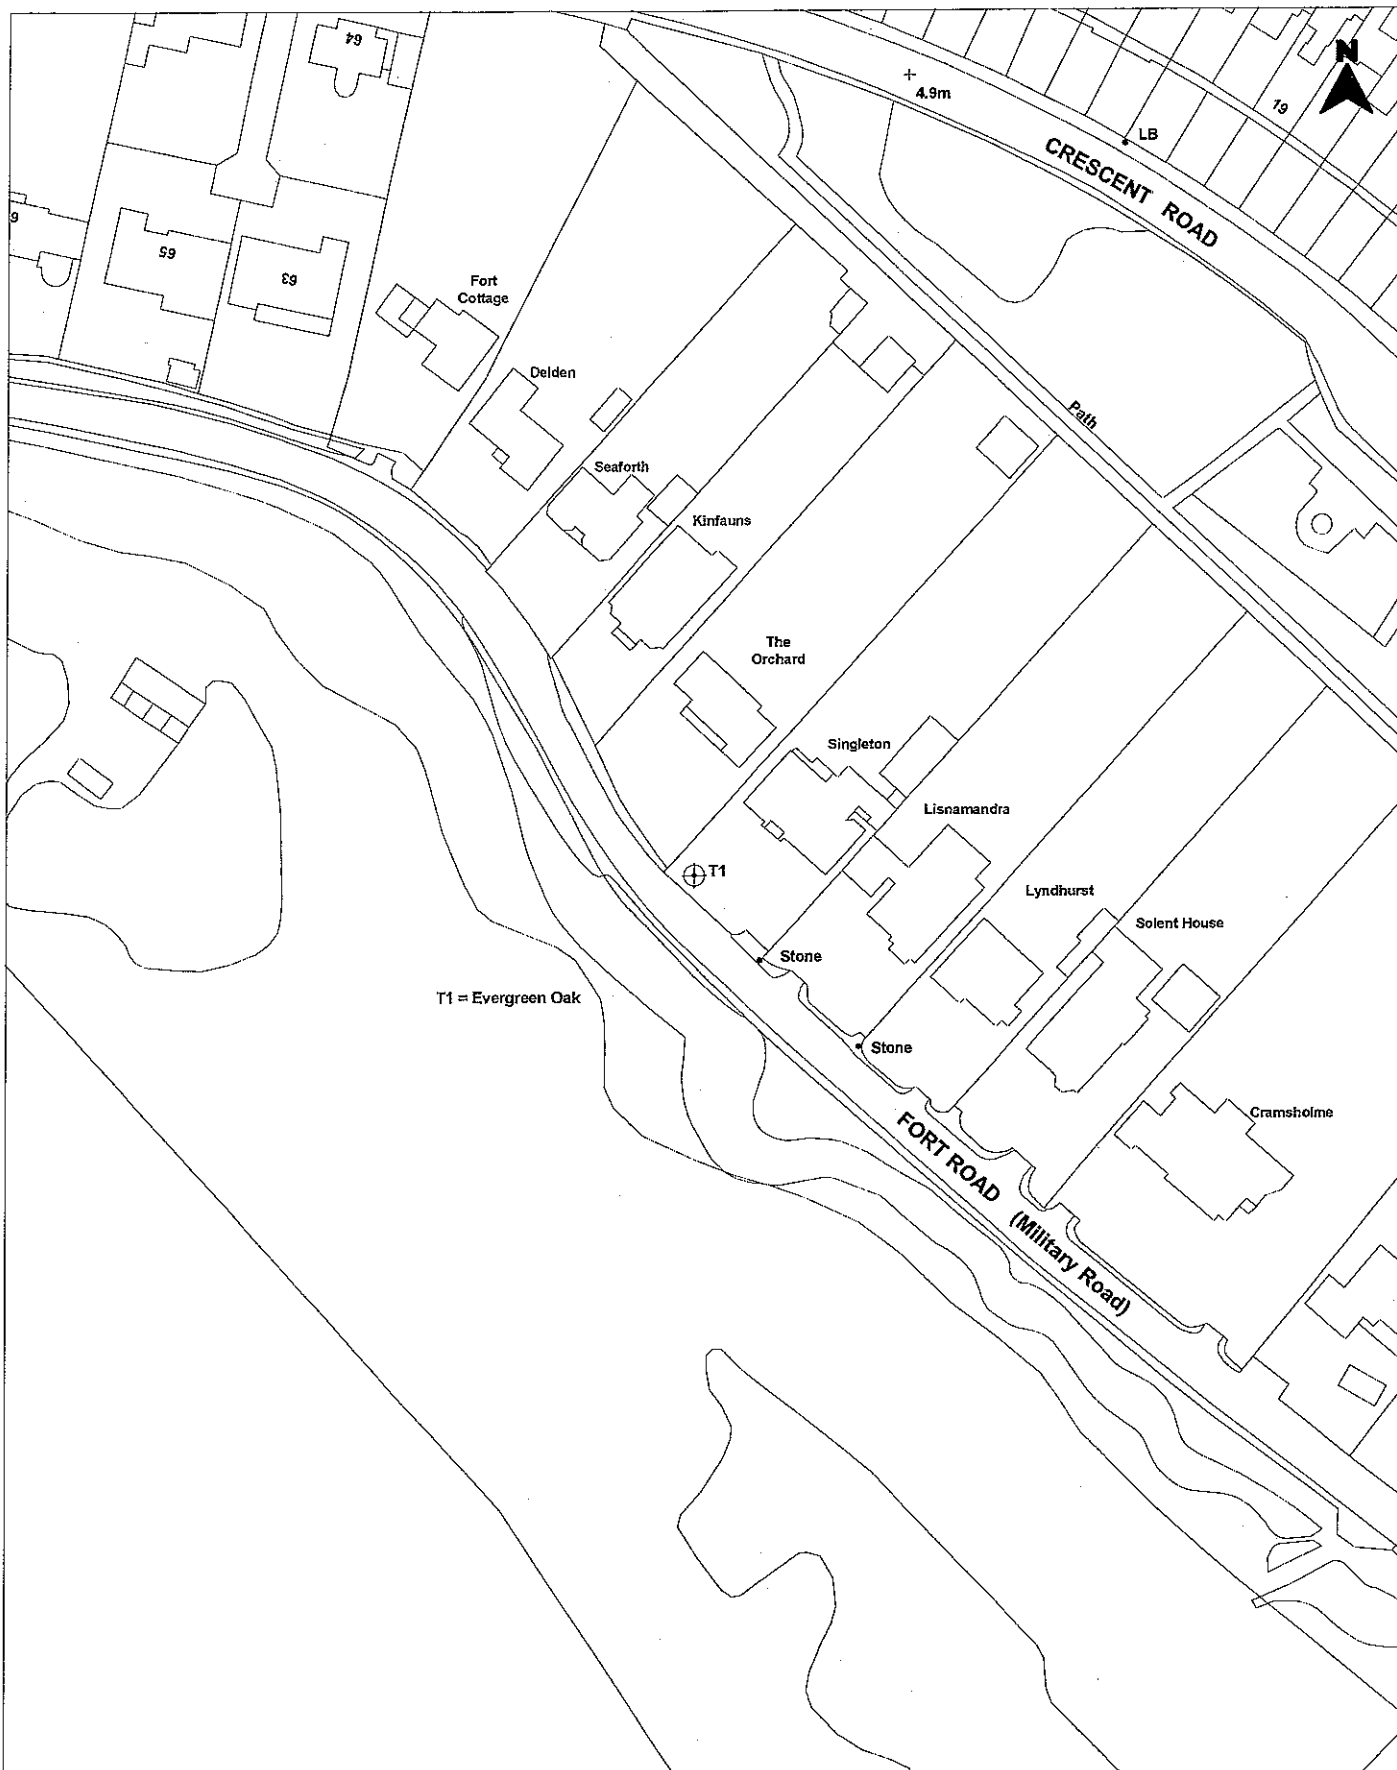 64
N
4.9m
19
LB
CRESCENT ROAD
6
65
63
Fort
Cottage
Delden
Path
Seaforth
Kinfauns
The
Orchard
Singleton
Lisnamandra
T1
Lyndhurst
Solent House
Stone
T1 = Evergreen Oak
Stone
Cramsholme
FORT ROAD (Military Road)